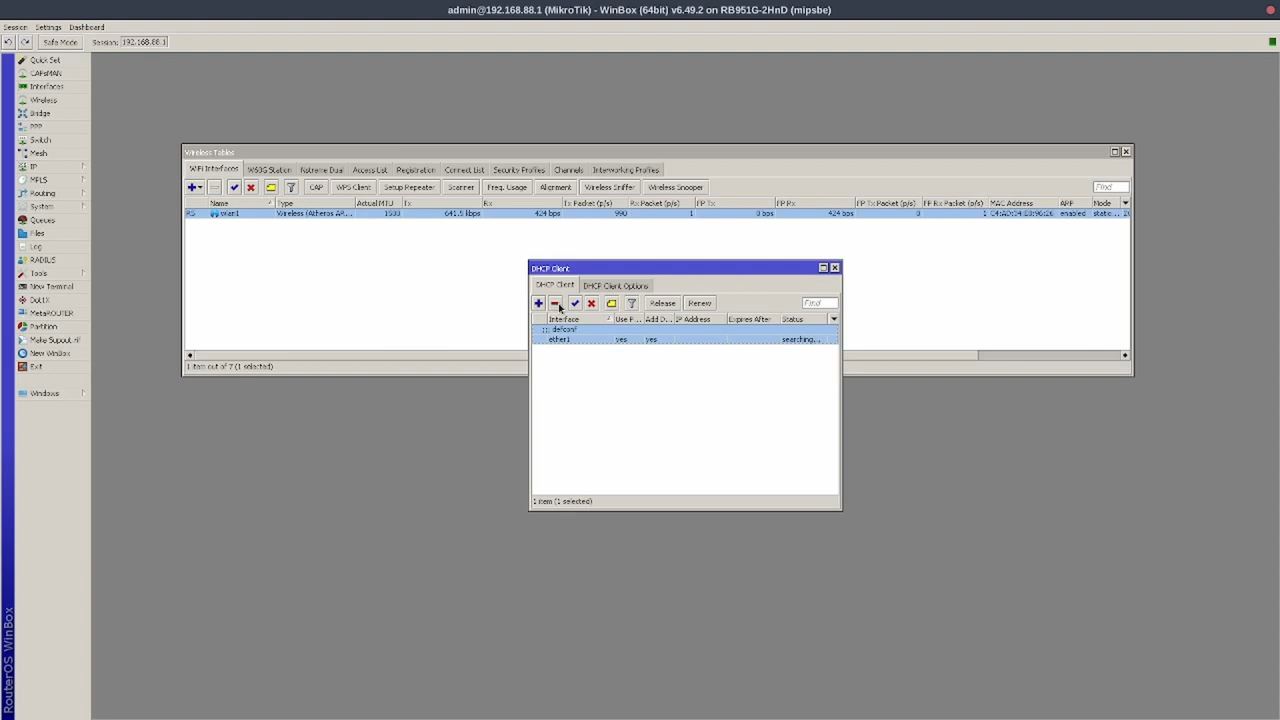 admin@192.168.88.1 (MikroTik) - WinBox (64bit) v6.49.2 on RB951G-2HnD (mipsbe)
Session Settings Dashboard
Safe Mode Session: 192.168.88.1
Quick Set
CAPsMAN
Interfaces
Wireless
Bridge
PPP
Switch
Mesh
IP
MPLS
Routing
System
Queues
Files
Log
RADIUS
Tools
New Terminal
Dot1X
MetaROUTER
Partition
Make Supout.rif
New WinBox
Exit
Windows
RouterOS WinBox
Wireless Tables
WiFi Interfaces W60G Station Nstreme Dual Access List Registration Connect List Security Profiles Channels Interworking Profiles
CAP WPS Client Setup Repeater Scanner Freq. Usage Alignment Wireless Sniffer Wireless Snooper Find
Name Type Actual MTU Tx Rx Tx Packet (p/s) Rx Packet (p/s) FP Tx FP Rx FP Tx Packet (p/s) FP Rx Packet (p/s) MAC Address ARP Mode
RS wlan1 Wireless (Atheros AR... 1500 641.5 kbps 424 bps 990 1 0 bps 424 bps 0 1 enabled statio...
1 item out of 7 (1 selected)
DHCP Client
DHCP Client DHCP Client Options
Release Renew Find
Interface Use P... Add D... IP Address Expires After Status
;;; defconf
ether1 yes yes searching...
1 item (1 selected)